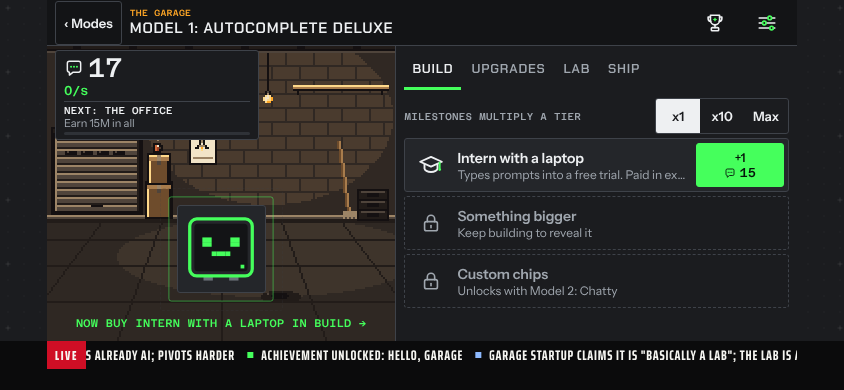 ‹ Modes
THE GARAGE
MODEL 1: AUTOCOMPLETE DELUXE
17
0/s
NEXT: THE OFFICE
Earn 15M in all
NOW BUY INTERN WITH A LAPTOP IN BUILD →
BUILD UPGRADES LAB SHIP
MILESTONES MULTIPLY A TIER
x1 x10 Max
Intern with a laptop
Types prompts into a free trial. Paid in ex...
+1
15
Something bigger
Keep building to reveal it
Custom chips
Unlocks with Model 2: Chatty
LIVE S ALREADY AI; PIVOTS HARDER ACHIEVEMENT UNLOCKED: HELLO, GARAGE GARAGE STARTUP CLAIMS IT IS "BASICALLY A LAB"; THE LAB IS